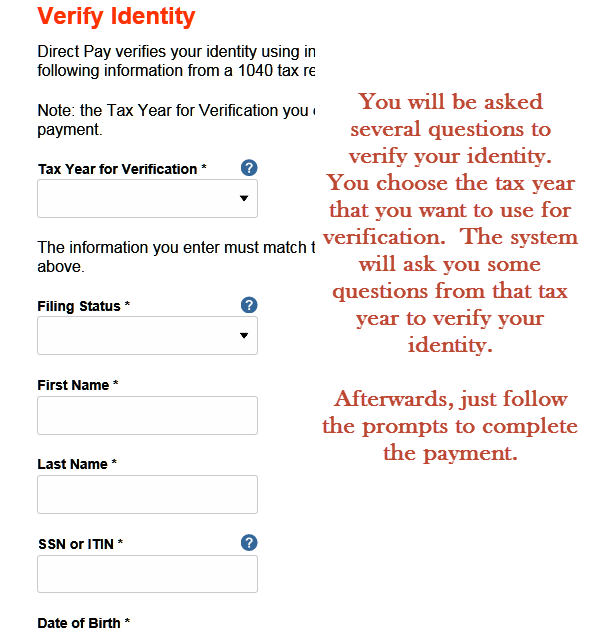 Verify Identity
Direct Pay verifies your identity using in
following information from a 1040 tax re
Note: the Tax Year for Verification you
payment.
Tax Year for Verification *
?
The information you enter must match t
above.
Filing Status *
?
First Name *
Last Name *
SSN or ITIN *
?
Date of Birth *
You will be asked
several questions to
verify your identity.
You choose the tax year
that you want to use for
verification. The system
will ask you some
questions from that tax
year to verify your
identity.
Afterwards, just follow
the prompts to complete
the payment.